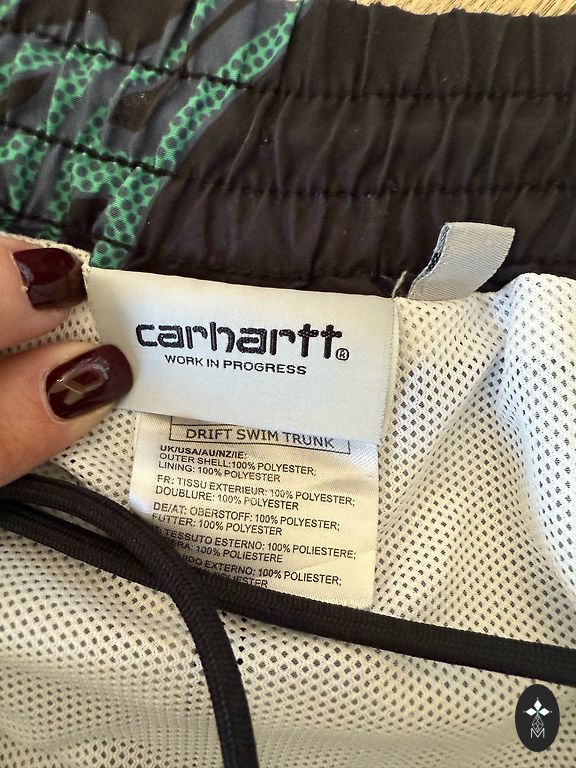 carhartt®
WORK IN PROGRESS
DRIFT SWIM TRUNK
UK/USA/AU/NZ/IE:
OUTER SHELL:100% POLYESTER;
LINING: 100% POLYESTER
FR: TISSU EXTERIEUR: 100% POLYESTER;
DOUBLURE: 100% POLYESTER
DE/AT: OBERSTOFF: 100% POLYESTER;
FUTTER: 100% POLYESTER
TESSUTO ESTERNO: 100% POLIESTERE;
100% POLIESTERE
EXTERNO: 100% POLIESTER;
100% POLIESTER
M